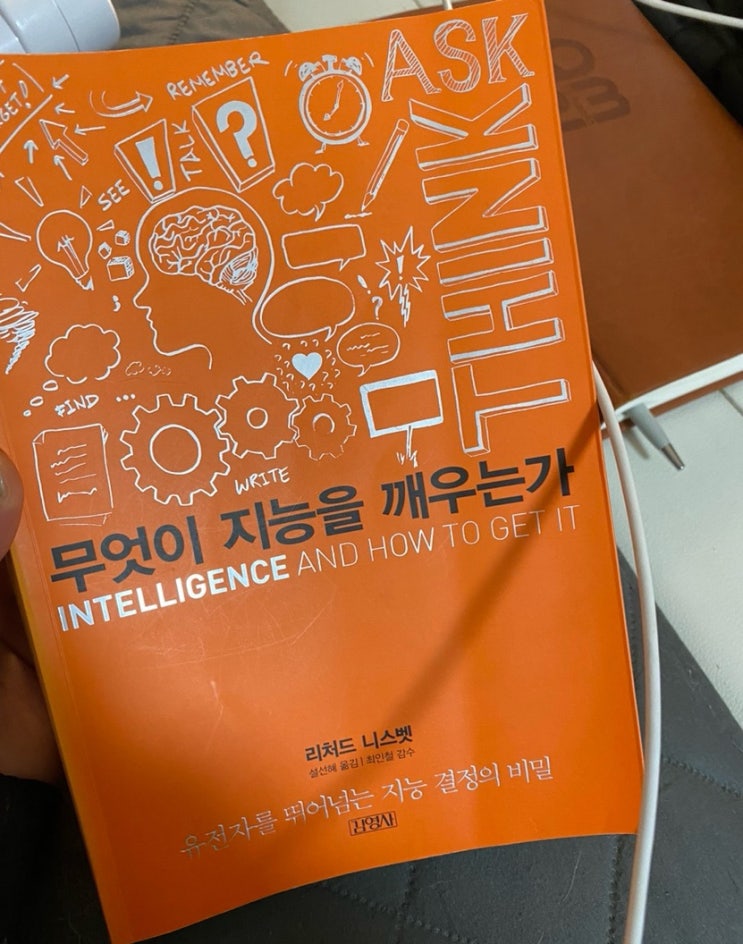 GET!
REMEMBER
ASK
TALK
SEE
THINK
FIND
WRITE
무엇이 지능을 깨우는가
INTELLIGENCE AND HOW TO GET IT
리처드 니스벳
설선혜 옮김 | 최인철 감수
유전자를 뛰어넘는 지능 결정의 비밀
김영사